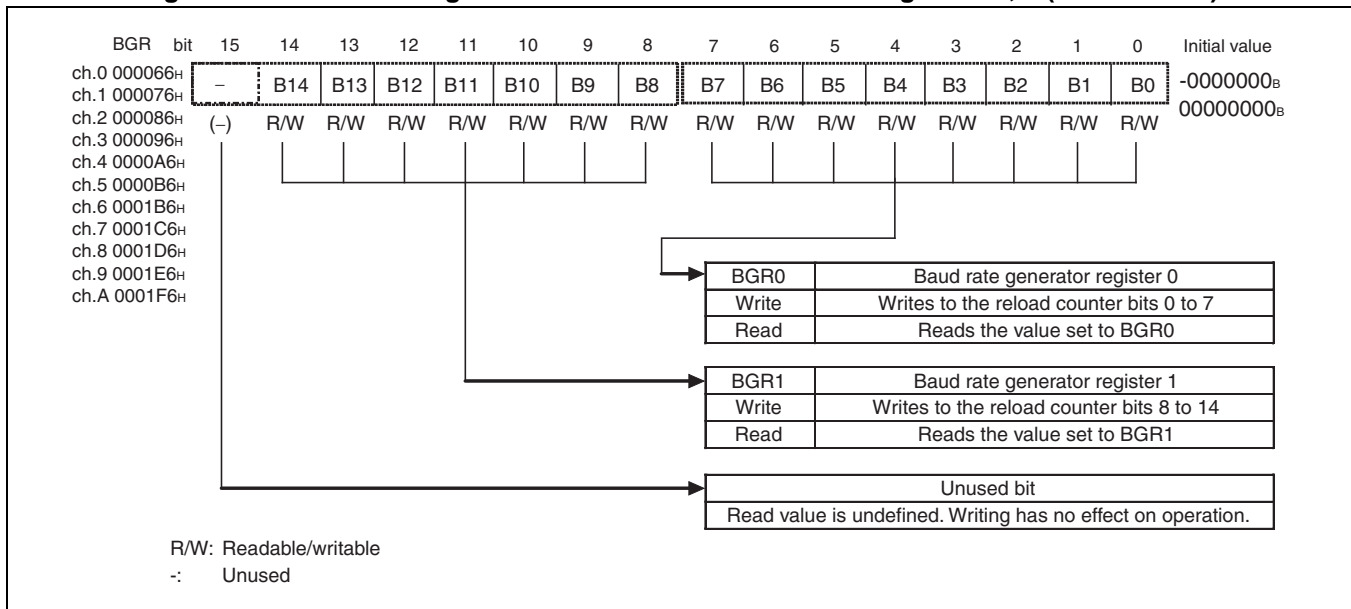 BGR bit 15 14 13 12 11 10 9 8 7 6 5 4 3 2 1 0 Initial value
ch.0 000066H
ch.1 000076H
ch.2 000086H
ch.3 000096H
ch.4 0000A6H
ch.5 0000B6H
ch.6 0001B6H
ch.7 0001C6H
ch.8 0001D6H
ch.9 0001E6H
ch.A 0001F6H
– B14 B13 B12 B11 B10 B9 B8 B7 B6 B5 B4 B3 B2 B1 B0 -0000000B
00000000B
(–) R/W R/W R/W R/W R/W R/W R/W R/W R/W R/W R/W R/W R/W R/W R/W
BGR0 Baud rate generator register 0
Write Writes to the reload counter bits 0 to 7
Read Reads the value set to BGR0
BGR1 Baud rate generator register 1
Write Writes to the reload counter bits 8 to 14
Read Reads the value set to BGR1
Unused bit
Read value is undefined. Writing has no effect on operation.
R/W: Readable/writable
-: Unused